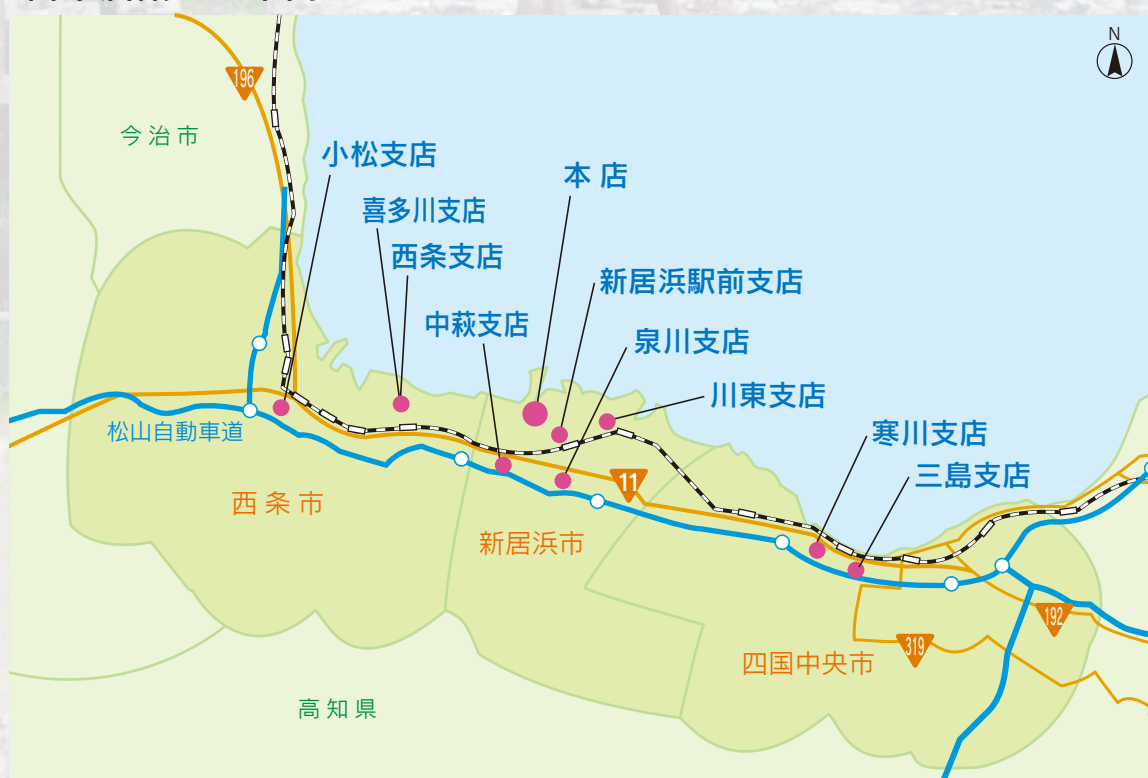 N
196
今治市
小松支店
本店
喜多川支店
西条支店
新居浜駅前支店
中萩支店
泉川支店
川東支店
松山自動車道
寒川支店
三島支店
11
西条市
新居浜市
192
319
四国中央市
高知県